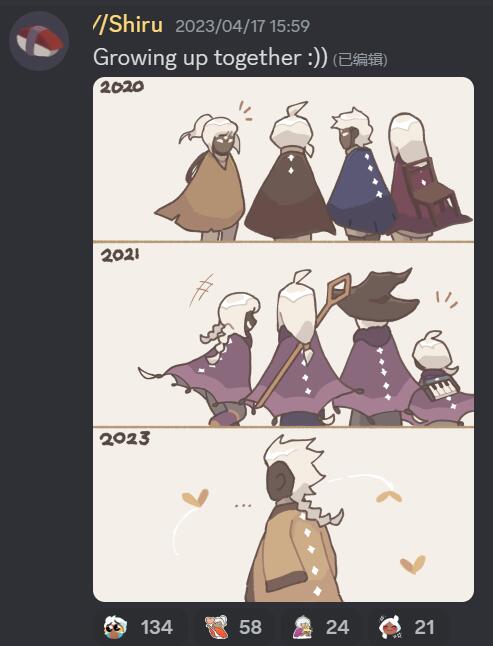 //Shiru 2023/04/17 15:59
Growing up together :)) (已编辑)
2020
2021
...
2023
134 58 24 21